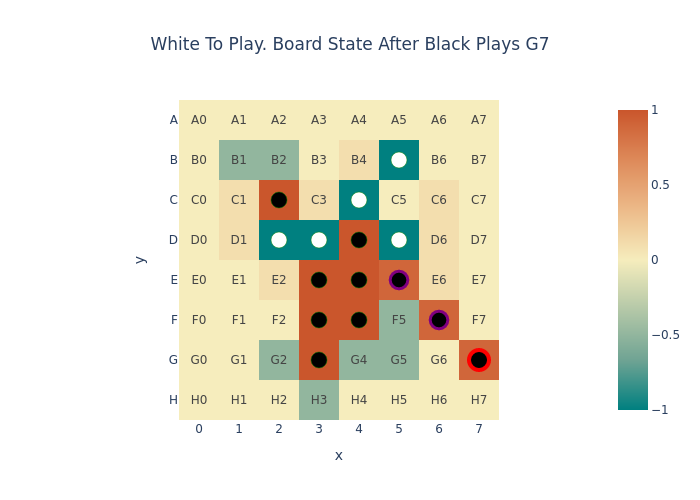 White To Play. Board State After Black Plays G7
A A0 A1 A2 A3 A4 A5 A6 A7
B B0 B1 B2 B3 B4 B6 B7
C C0 C1 C3 C5 C6 C7
D D0 D1 D6 D7
E E0 E1 E2 E6 E7
F F0 F1 F2 F5 F7
G G0 G1 G2 G4 G5 G6
H H0 H1 H2 H3 H4 H5 H6 H7
0 1 2 3 4 5 6 7
x
y
1
0.5
0
−0.5
−1